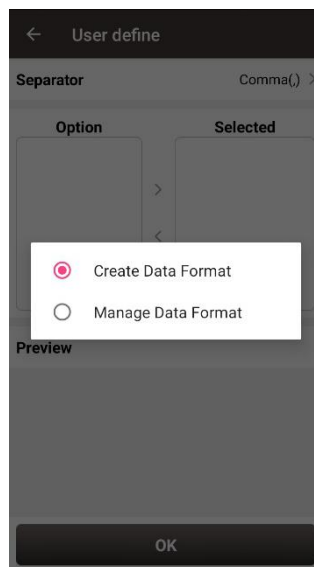 User define
Separator Comma(,)
Option Selected
Create Data Format
Manage Data Format
Preview
OK